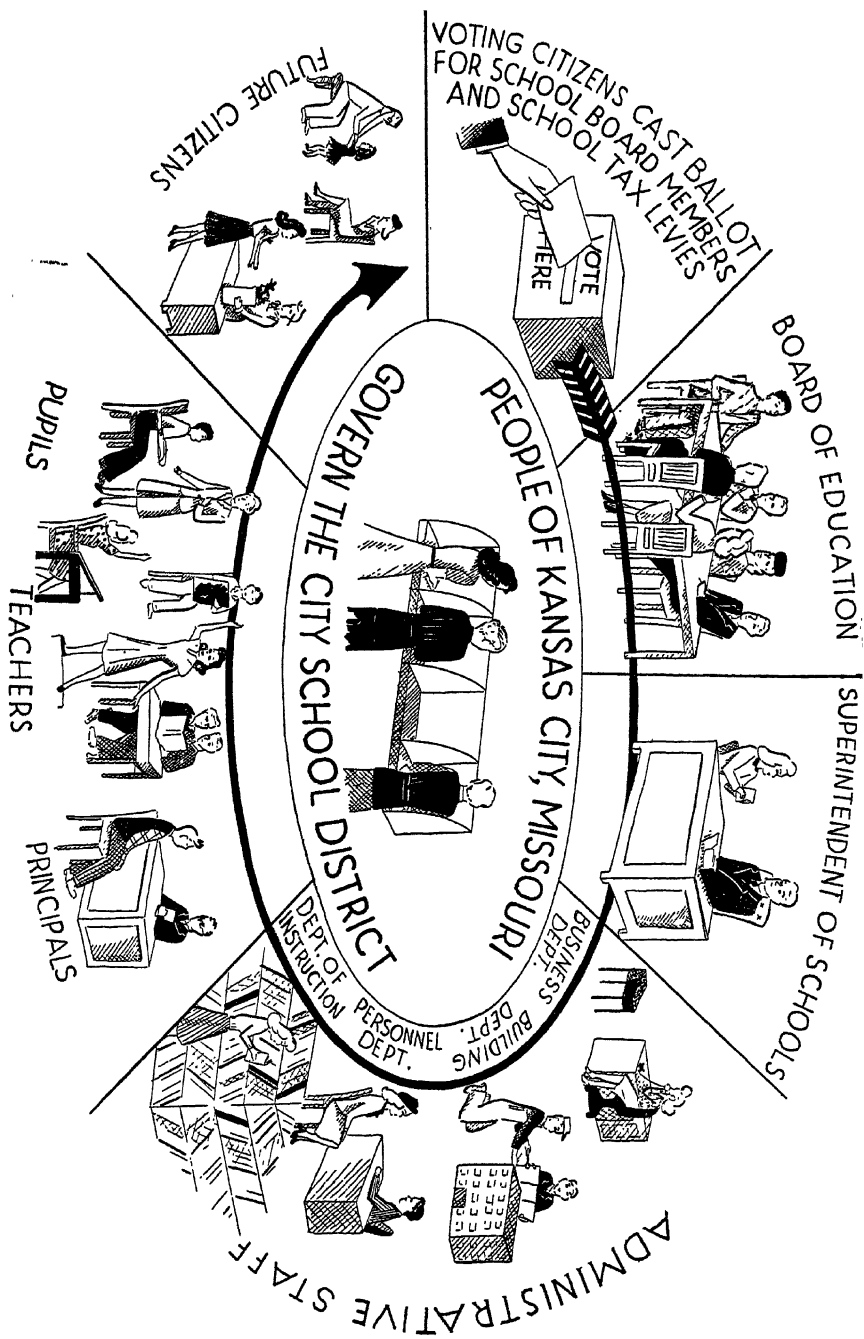 VOTING CITIZENS CAST BALLOT
FOR SCHOOL BOARD MEMBERS
AND SCHOOL TAX LEVIES
VOTE
HERE
BOARD OF EDUCATION
SUPERINTENDENT OF SCHOOLS
ADMINISTRATIVE STAFF
BUSINESS
DEPT.
BUILDING
DEPT.
PERSONNEL
DEPT.
DEPT. OF
INSTRUCTION
PRINCIPALS
TEACHERS
PUPILS
FUTURE CITIZENS
PEOPLE OF KANSAS CITY, MISSOURI
GOVERN THE CITY SCHOOL DISTRICT